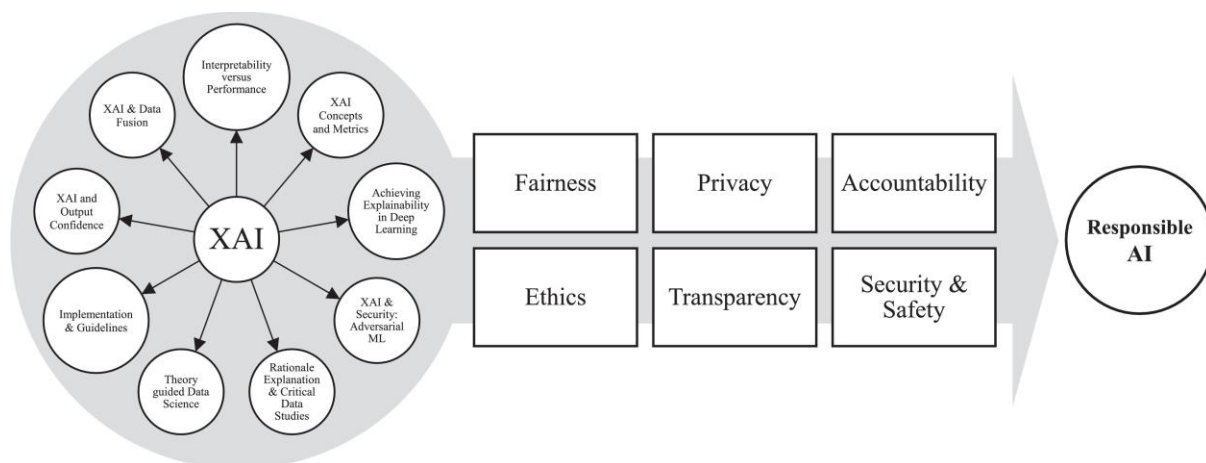 Interpretability
versus
Performance
XAI
Concepts
and Metrics
Achieving
Explainability
in Deep
Learning
XAI &
Security:
Adversarial
ML
Rationale
Explanation
& Critical
Data
Studies
Theory
guided Data
Science
Implementation
& Guidelines
XAI and
Output
Confidence
XAI & Data
Fusion
XAI
Fairness
Privacy
Accountability
Ethics
Transparency
Security &
Safety
Responsible
AI